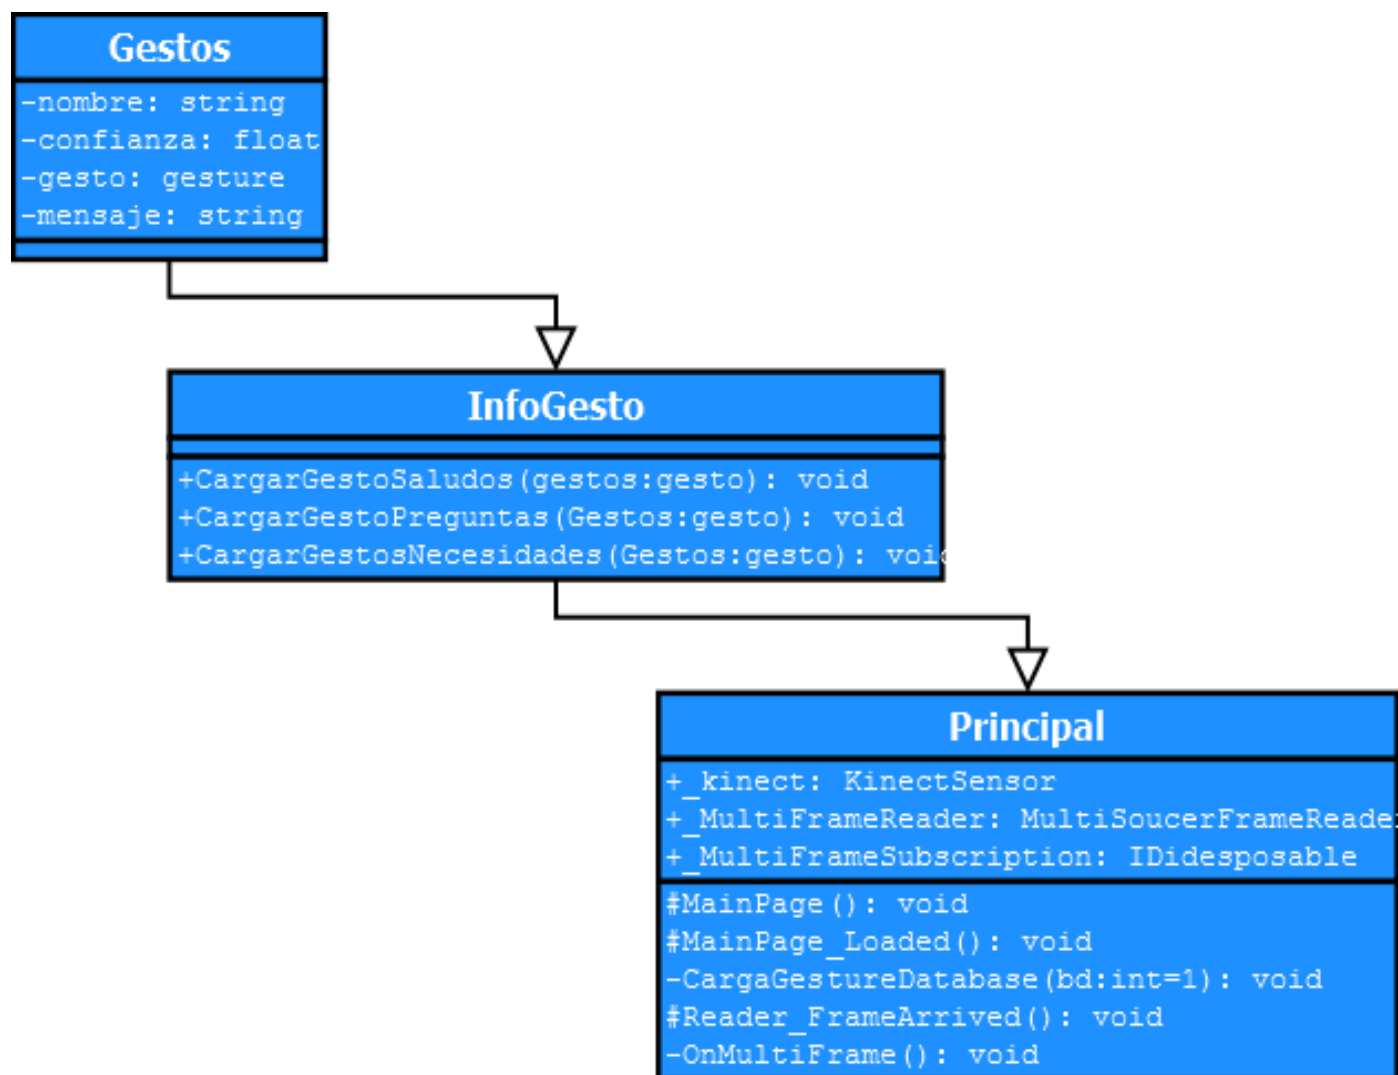 Gestos
-nombre: string
-confianza: float
-gesto: gesture
-mensaje: string
InfoGesto
+CargarGestoSaludos(gestos:gesto): void
+CargarGestoPreguntas(Gestos:gesto): void
+CargarGestosNecesidades(Gestos:gesto): void
Principal
+_kinect: KinectSensor
+_MultiFrameReader: MultiSoucerFrameReader
+_MultiFrameSubscription: IDidesposable
#MainPage(): void
#MainPage_Loaded(): void
-CargaGestureDatabase(bd:int=1): void
#Reader_FrameArrived(): void
-OnMultiFrame(): void